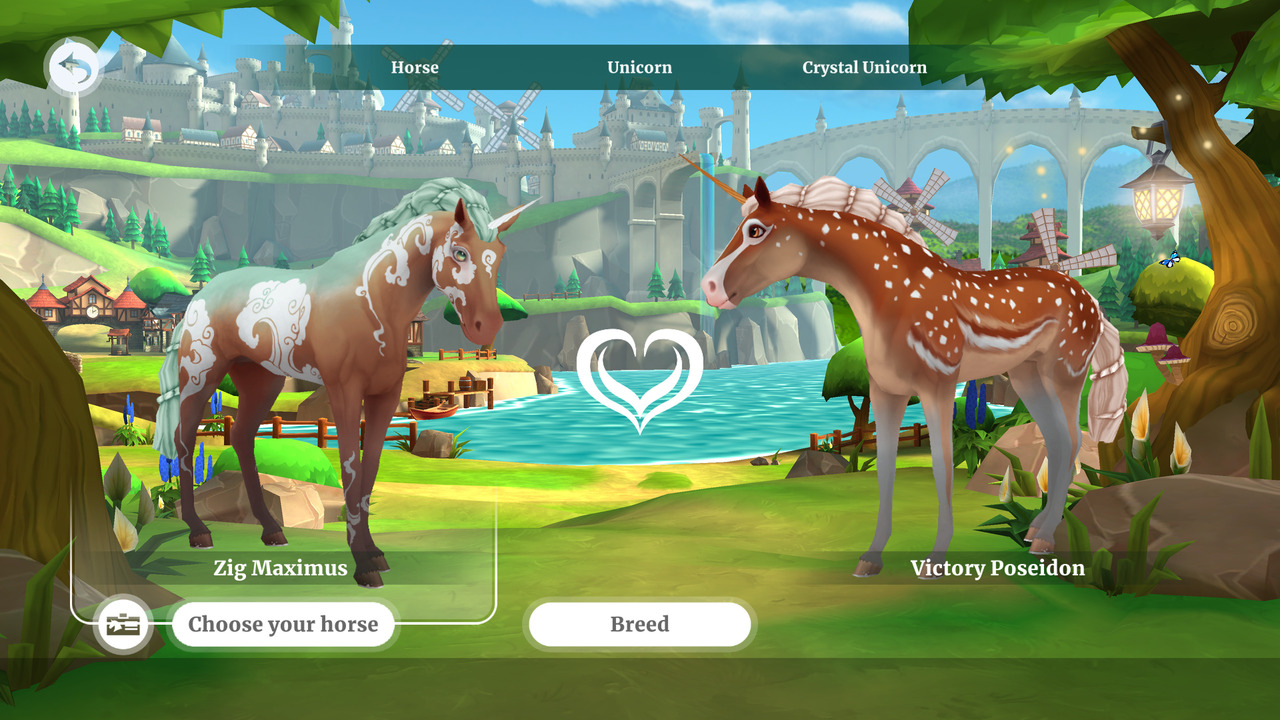 Horse
Unicorn
Crystal Unicorn
Zig Maximus
Victory Poseidon
Choose your horse
Breed